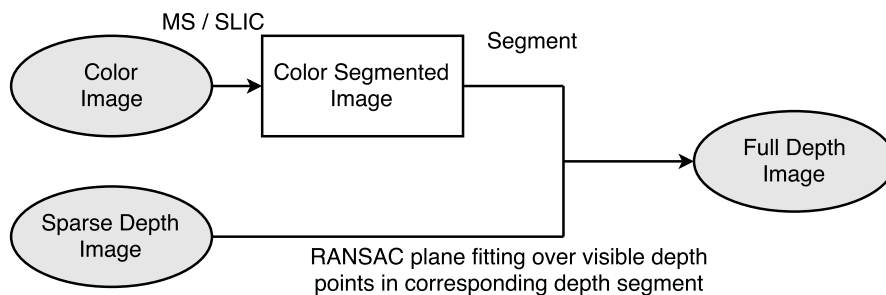 MS / SLIC
Segment
Color
Image
Color Segmented
Image
Full Depth
Image
Sparse Depth
Image
RANSAC plane fitting over visible depth
points in corresponding depth segment